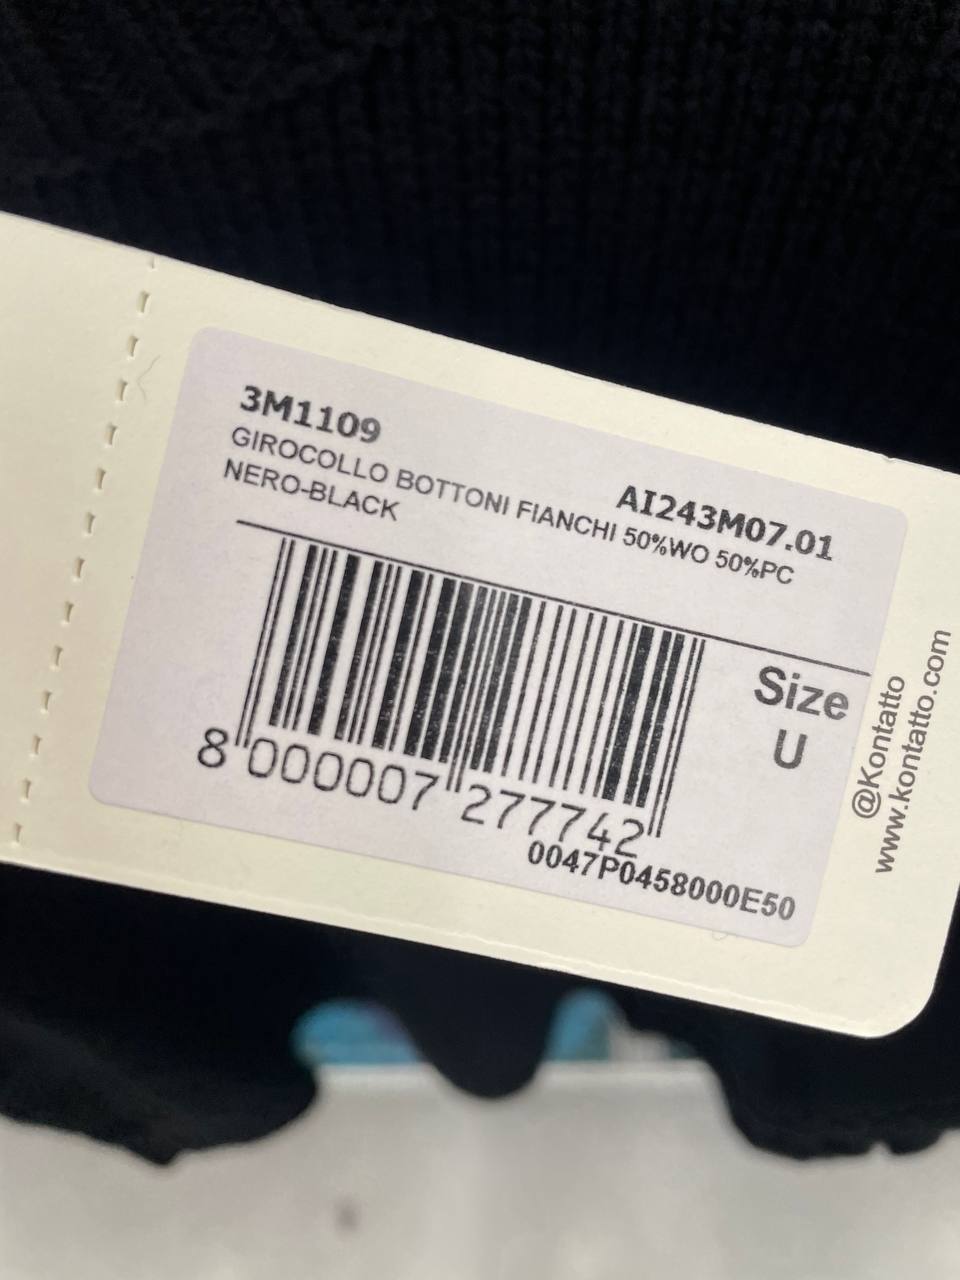 3M1109
AI243M07.01
GIROCOLLO BOTTONI FIANCHI 50%WO 50%PC
NERO-BLACK
Size
U
8 000007 277742
0047P0458000E50
@Kontatto
www.kontatto.com